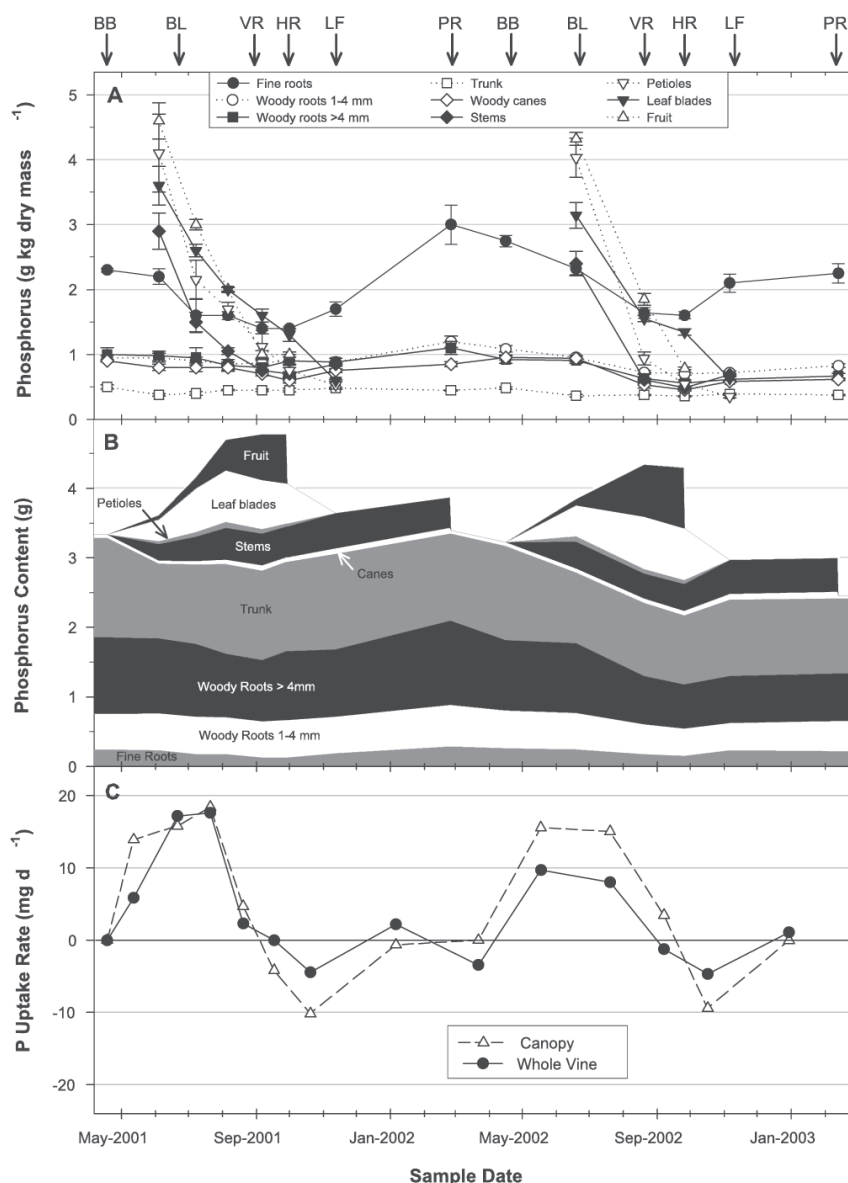 BB BL VR HR LF PR BB BL VR HR LF PR
A
Fine roots Trunk Petioles
Woody roots 1-4 mm Woody canes Leaf blades
Woody roots >4 mm Stems Fruit
Phosphorus (g kg dry mass -1)
5
4
3
2
1
0
B
Phosphorus Content (g)
4
3
2
1
0
Fruit
Petioles
Leaf blades
Stems
Canes
Trunk
Woody Roots > 4mm
Woody Roots 1-4 mm
Fine Roots
C
P Uptake Rate (mg d -1)
20
10
0
-10
-20
Canopy
Whole Vine
May-2001 Sep-2001 Jan-2002 May-2002 Sep-2002 Jan-2003
Sample Date